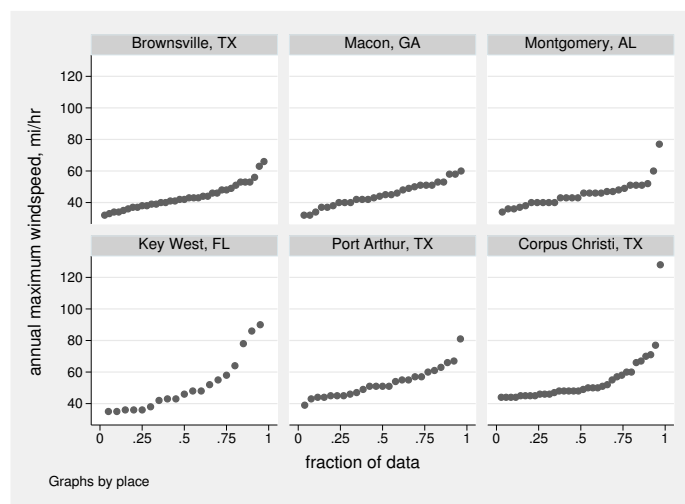 Brownsville, TX
Macon, GA
Montgomery, AL
120
100
80
60
40
Key West, FL
Port Arthur, TX
Corpus Christi, TX
120
100
80
60
40
0 .25 .5 .75 1
0 .25 .5 .75 1
0 .25 .5 .75 1
annual maximum windspeed, mi/hr
fraction of data
Graphs by place